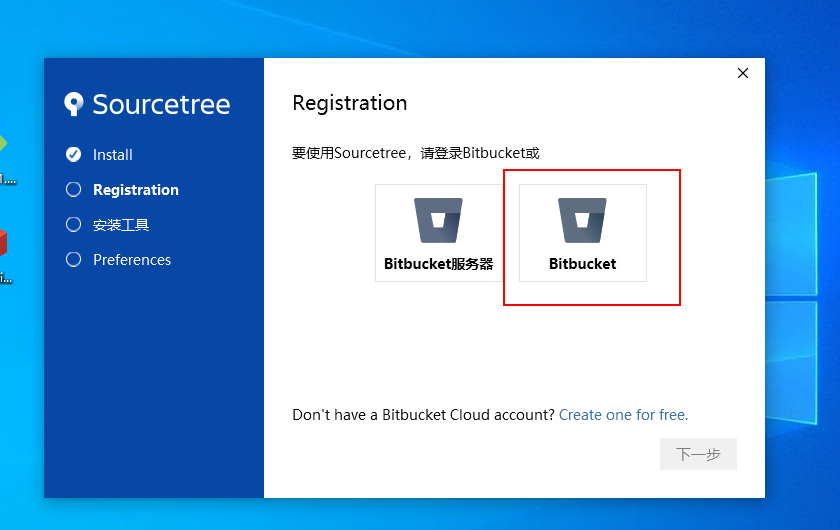 Sourcetree
Install
Registration
安装工具
Preferences
Registration
要使用Sourcetree，请登录Bitbucket或
Bitbucket服务器
Bitbucket
Don't have a Bitbucket Cloud account? Create one for free.
下一步